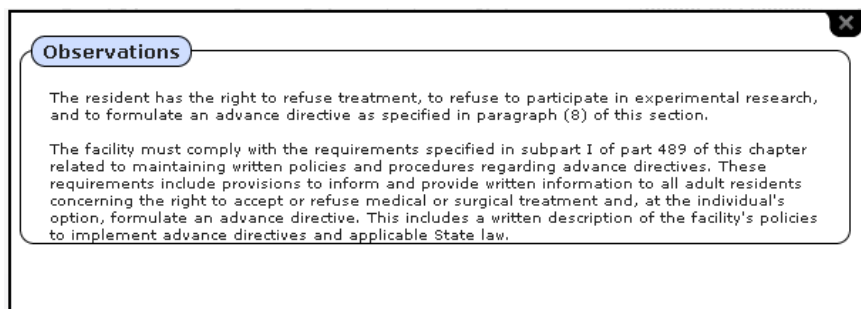 Observations
The resident has the right to refuse treatment, to refuse to participate in experimental research,
and to formulate an advance directive as specified in paragraph (8) of this section.
The facility must comply with the requirements specified in subpart I of part 489 of this chapter
related to maintaining written policies and procedures regarding advance directives. These
requirements include provisions to inform and provide written information to all adult residents
concerning the right to accept or refuse medical or surgical treatment and, at the individual's
option, formulate an advance directive. This includes a written description of the facility's policies
to implement advance directives and applicable State law.